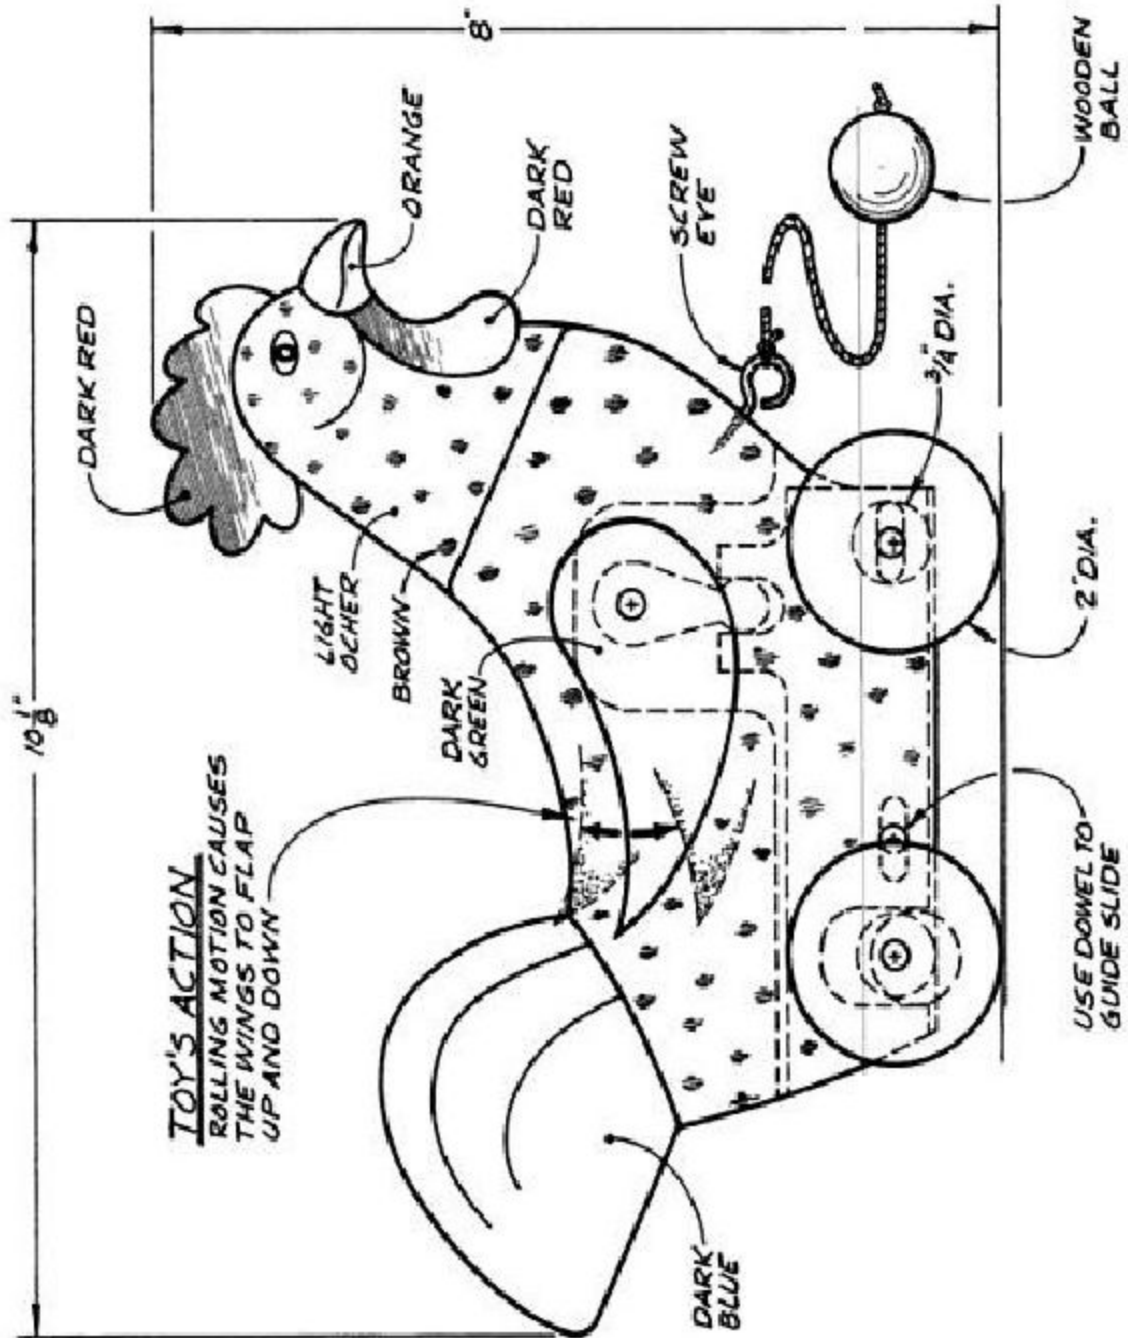 10 1/8"
8"
DARK RED
ORANGE
DARK
RED
SCREW
EYE
WOODEN
BALL
LIGHT
OCHER
BROWN
DARK
GREEN
TOY'S ACTION
ROLLING MOTION CAUSES
THE WINGS TO FLAP
UP AND DOWN
DARK
BLUE
3/4" DIA.
2" DIA.
USE DOWEL TO
GUIDE SLIDE